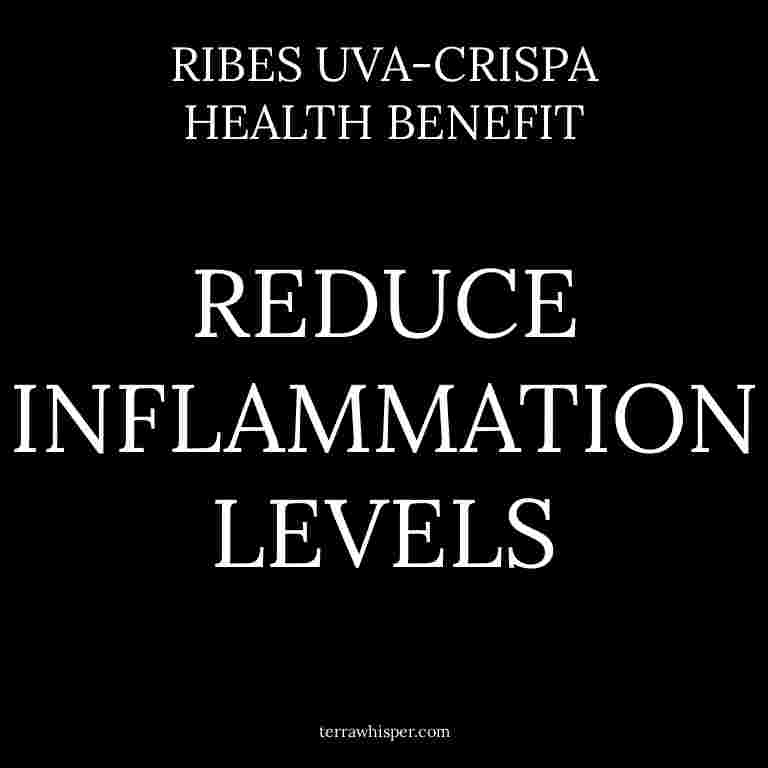 RIBES UVA-CRISPA
HEALTH BENEFIT
REDUCE
INFLAMMATION
LEVELS
terrawhisper.com